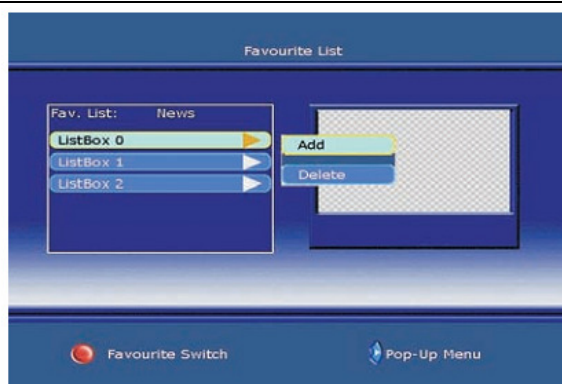 Favourite List
Fav. List: News
ListBox 0
ListBox 1
ListBox 2
Add
Delete
Favourite Switch
Pop-Up Menu